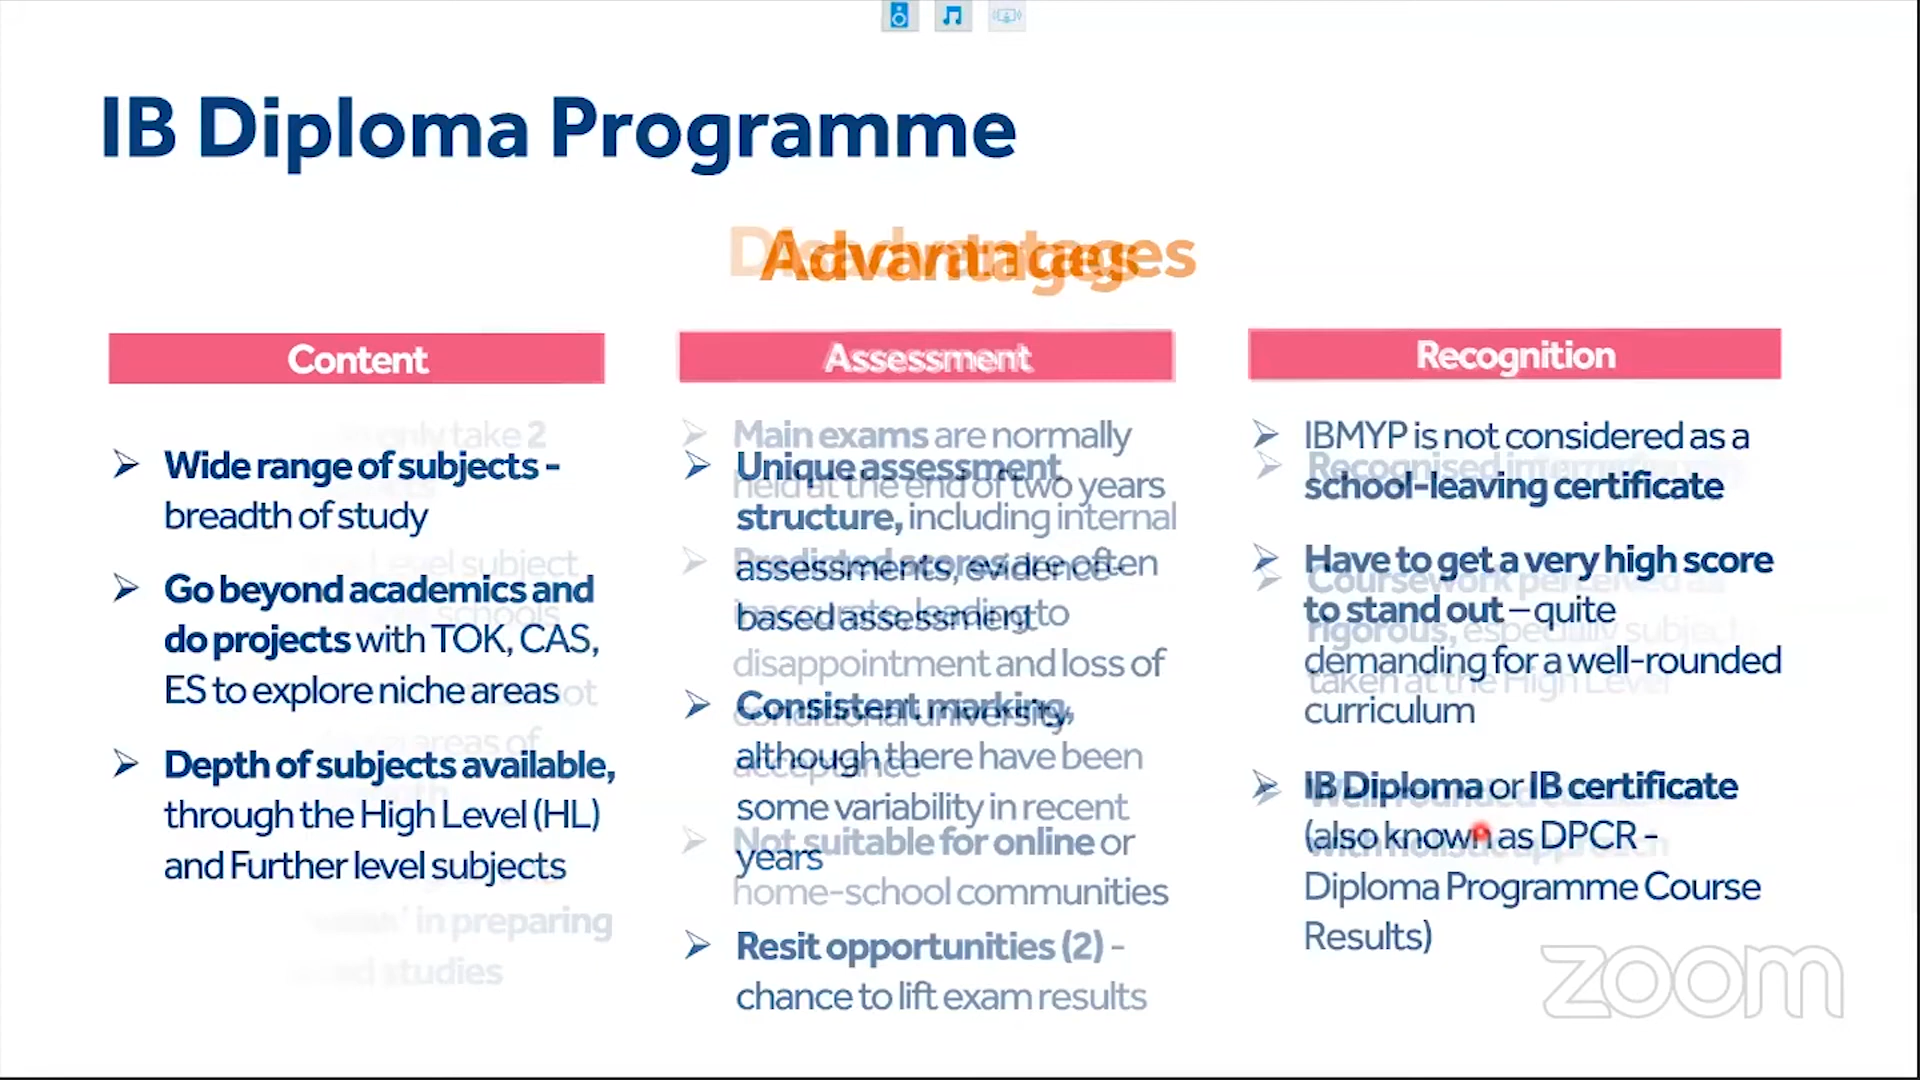 IB Diploma Programme
Disadvantages
Advantages
Content
Wide range of subjects -
breadth of study
Go beyond academics and
do projects with TOK, CAS,
ES to explore niche areas
Depth of subjects available,
through the High Level (HL)
and Further level subjects
only take 2
Level subject
schools
not
areas of
in preparing
studies
Assessment
Unique assessment
structure, including internal
assessments, evidence-
based assessment
Consistent marking,
although there have been
some variability in recent
years
Resit opportunities (2) -
chance to lift exam results
Main exams are normally
held at the end of two years
Predicted scores are often
inaccurate, leading to
disappointment and loss of
conditional university
acceptance
Not suitable for online or
home-school communities
Recognition
IBMYP is not considered as a
school-leaving certificate
Have to get a very high score
to stand out – quite
demanding for a well-rounded
curriculum
IB Diploma or IB certificate
(also known as DPCR -
Diploma Programme Course
Results)
Recognised internationally
Coursework perceived as
rigorous, especially subjects
taken at the High Level
Well-rounded
with holistic approach
zoom